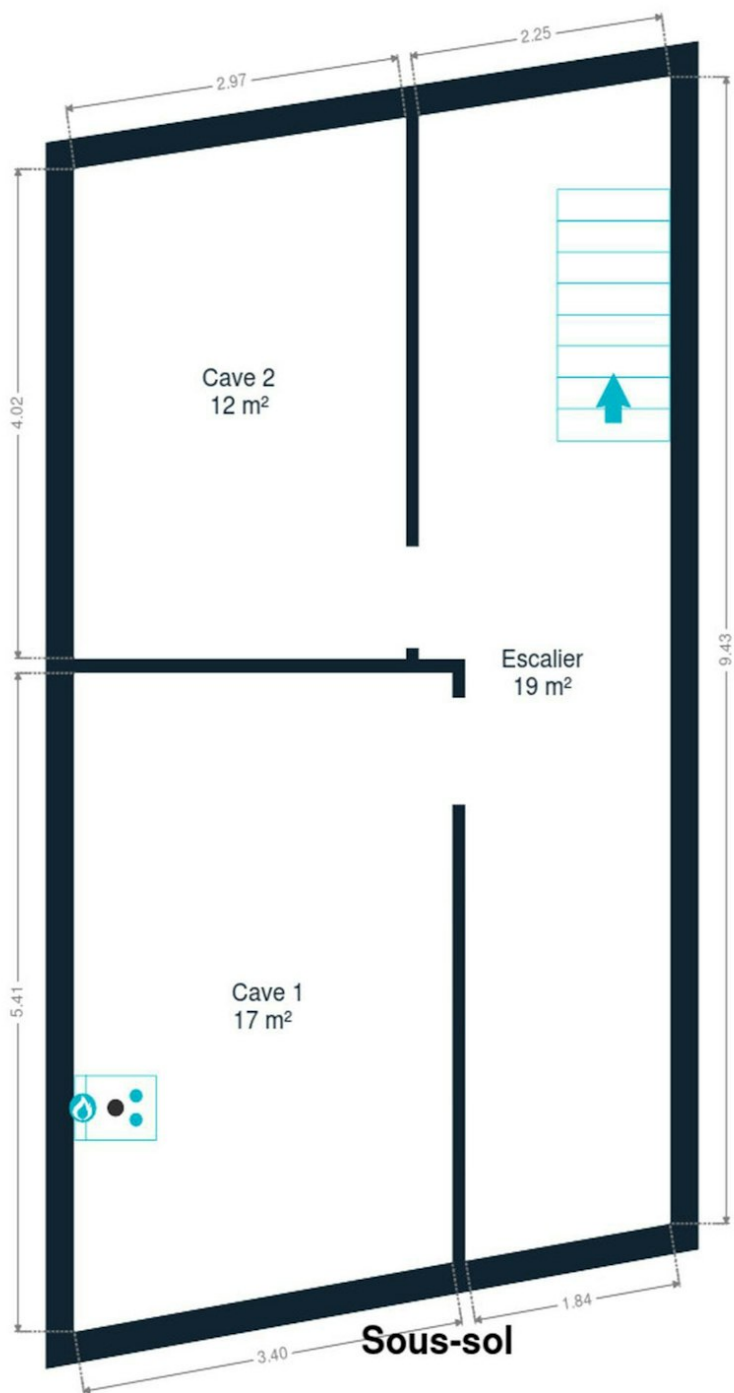 2.25
2.97
Cave 2
12 m²
4.02
Escalier
19 m²
9.43
Cave 1
17 m²
5.41
1.84
Sous-sol
3.40